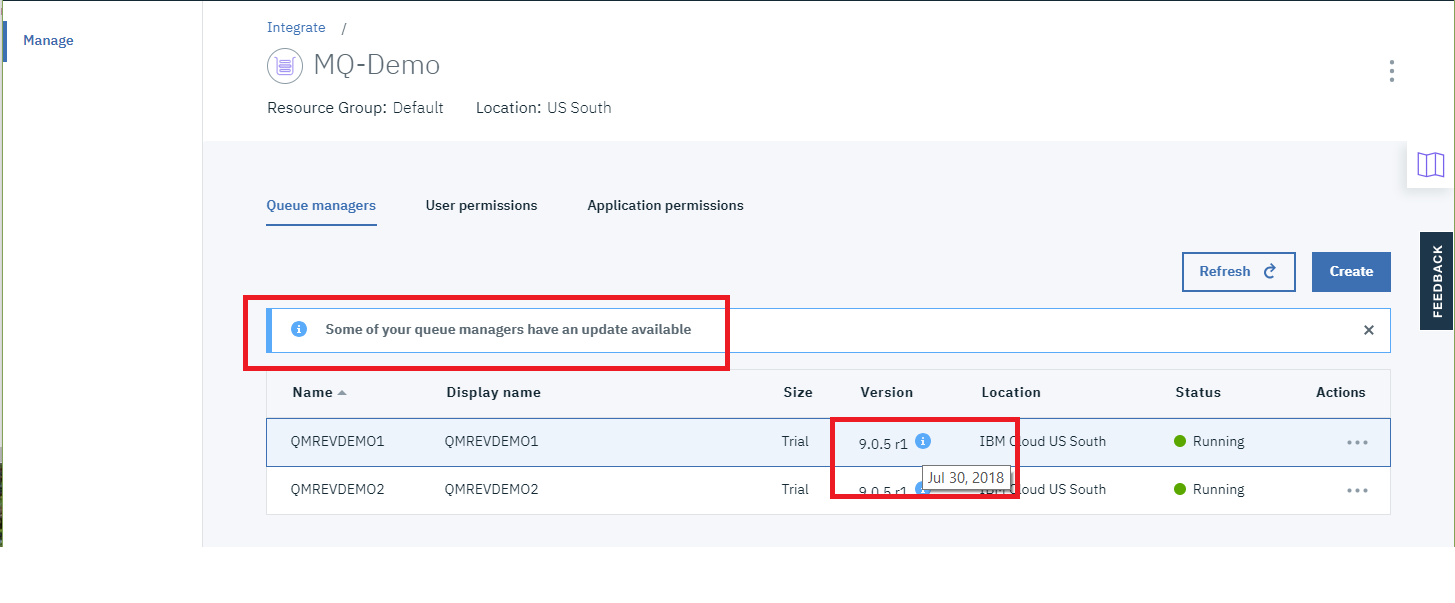 Manage
Integrate /
MQ-Demo
Resource Group: Default Location: US South
Queue managers User permissions Application permissions
Refresh Create
FEEDBACK
Some of your queue managers have an update available
Name Display name Size Version Location Status Actions
QMREVDEMO1 QMREVDEMO1 Trial 9.0.5 r1 IBM Cloud US South Running
Jul 30, 2018
QMREVDEMO2 QMREVDEMO2 Trial 9.0.5 r1 IBM Cloud US South Running